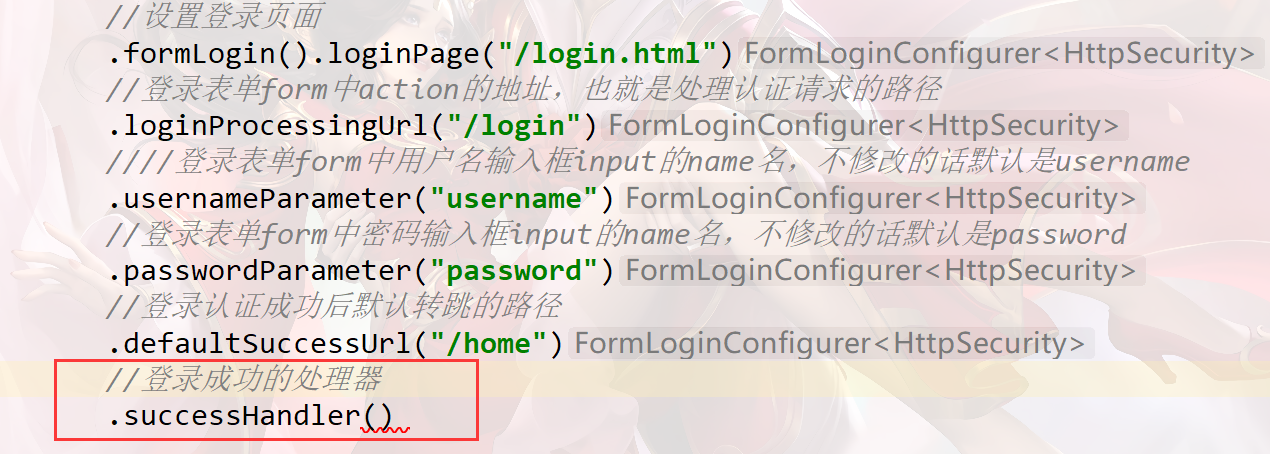 //设置登录页面
.formLogin().loginPage("/login.html") FormLoginConfigurer<HttpSecurity>
//登录表单form中action的地址，也就是处理认证请求的路径
.loginProcessingUrl("/login") FormLoginConfigurer<HttpSecurity>
////登录表单form中用户名输入框input的name名，不修改的话默认是username
.usernameParameter("username") FormLoginConfigurer<HttpSecurity>
//登录表单form中密码输入框input的name名，不修改的话默认是password
.passwordParameter("password") FormLoginConfigurer<HttpSecurity>
//登录认证成功后默认转跳的路径
.defaultSuccessUrl("/home") FormLoginConfigurer<HttpSecurity>
//登录成功的处理器
.successHandler()